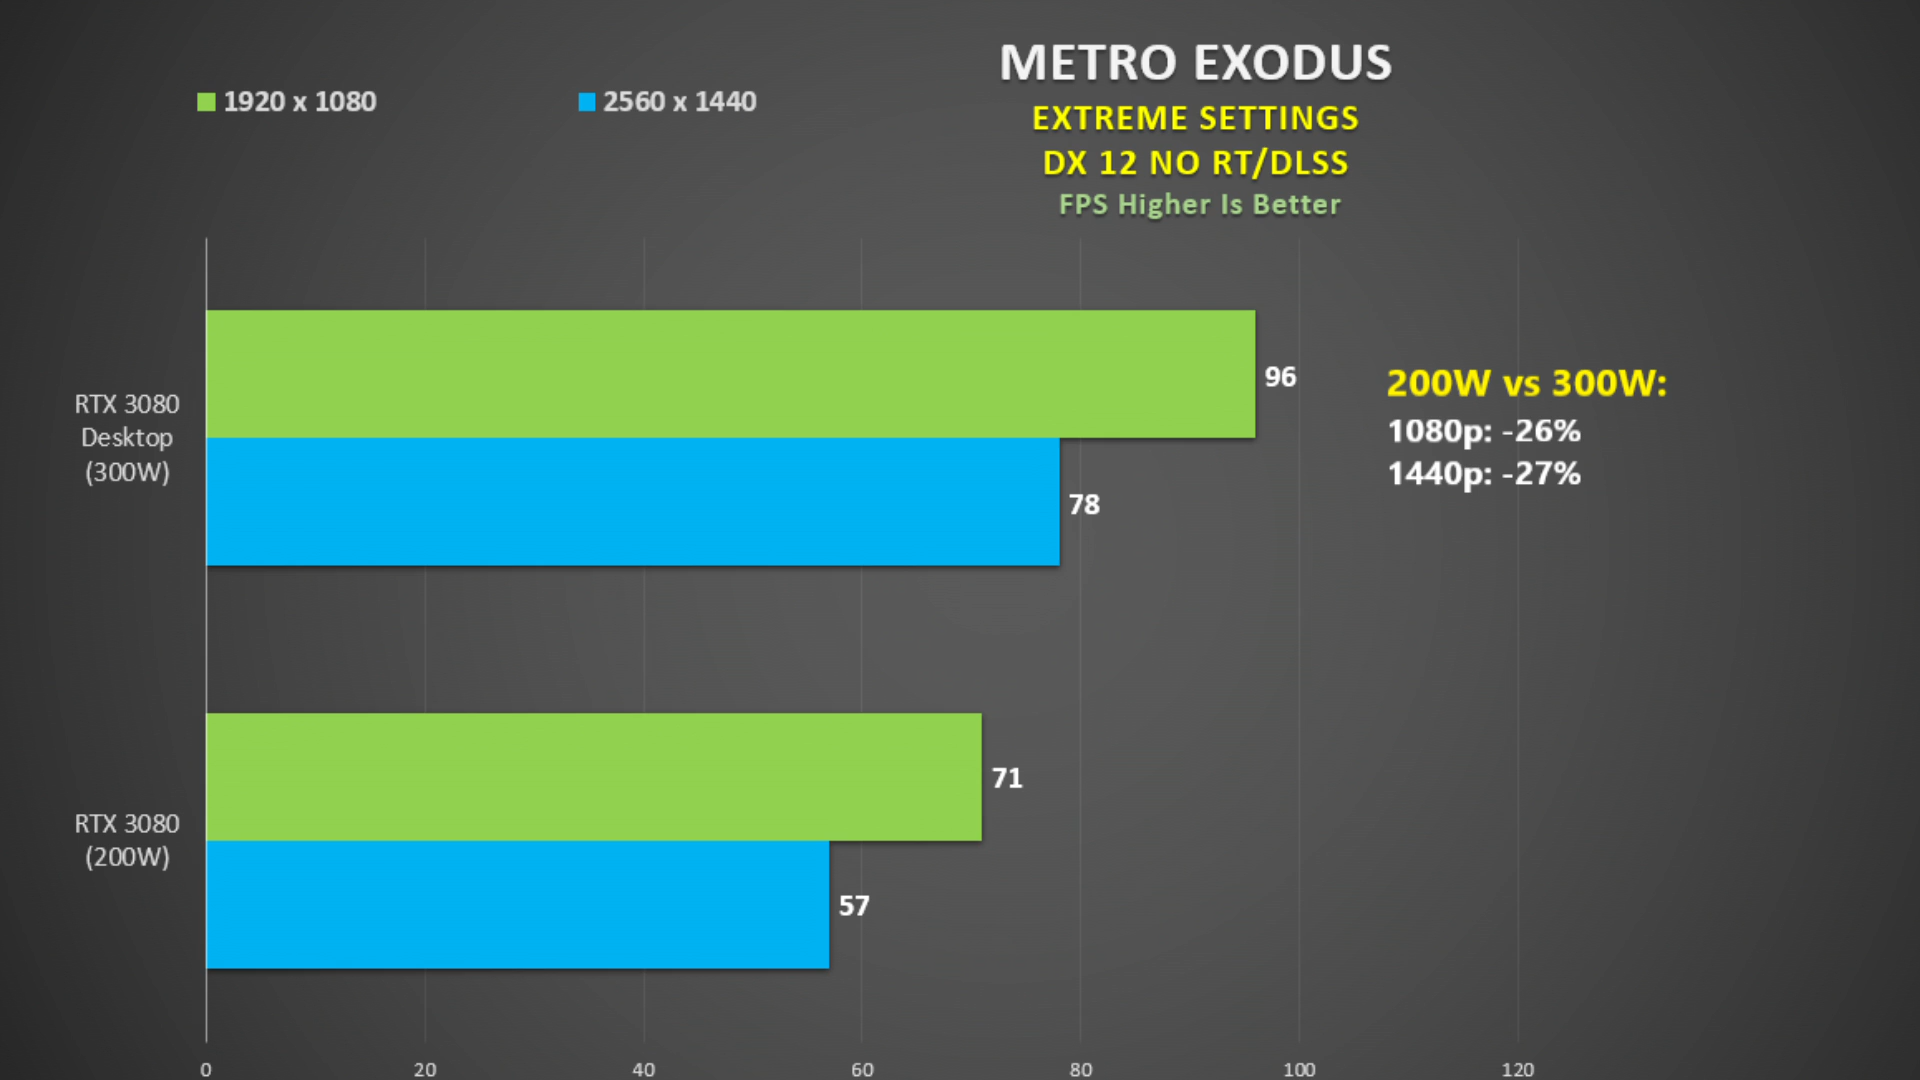 METRO EXODUS
EXTREME SETTINGS
DX 12 NO RT/DLSS
FPS Higher Is Better
1920 x 1080
2560 x 1440
RTX 3080
Desktop
(300W)
96
78
200W vs 300W:
1080p: -26%
1440p: -27%
RTX 3080
(200W)
71
57
0 20 40 60 80 100 120